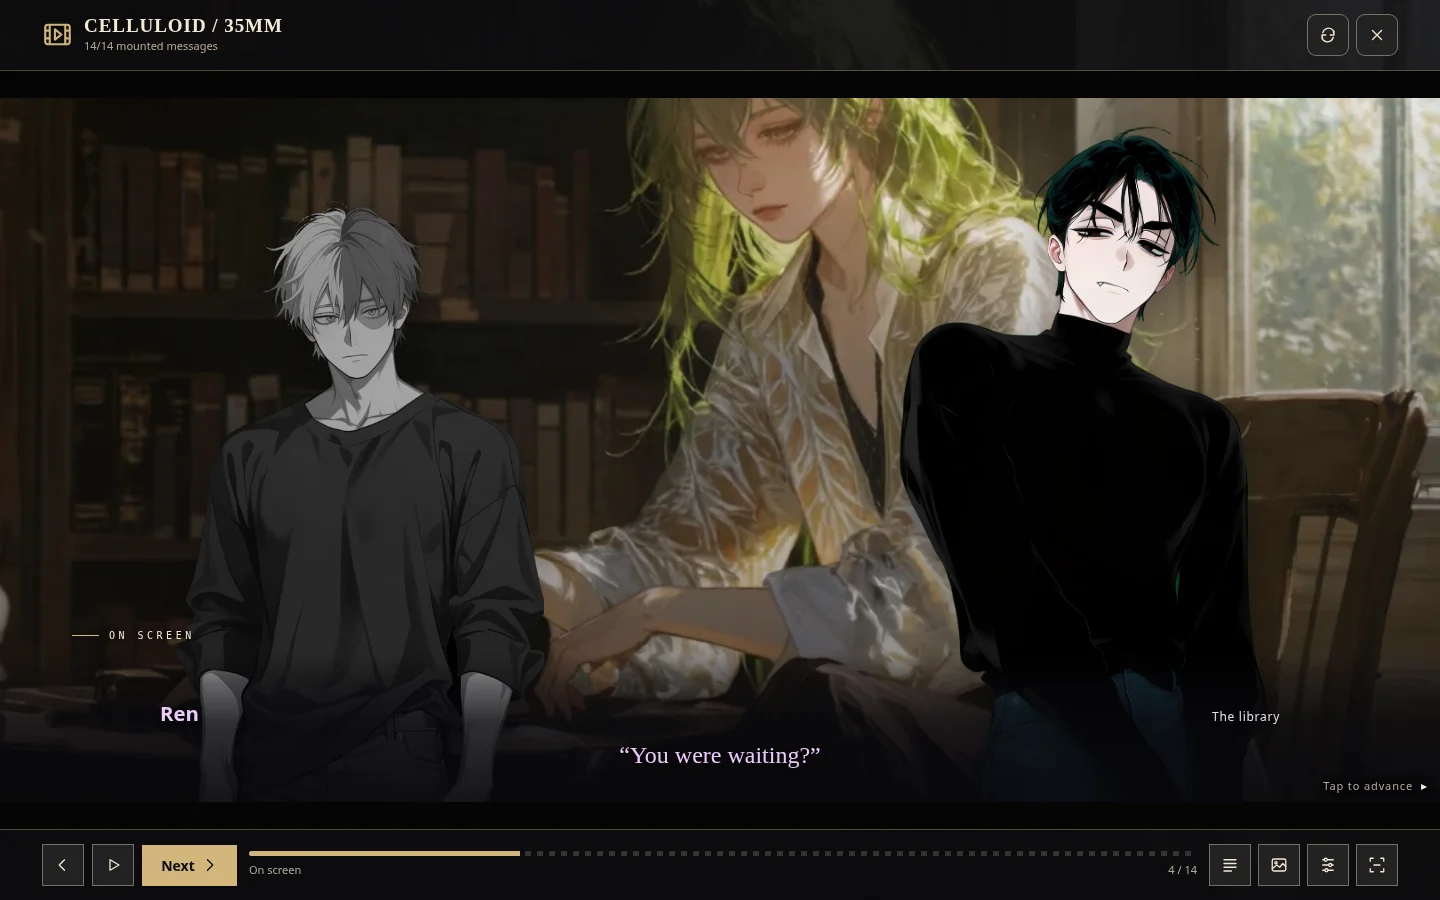 CELLULOID / 35MM
14/14 mounted messages
ON SCREEN
Ren
The library
“You were waiting?”
Tap to advance ►
Next
On screen
4 / 14